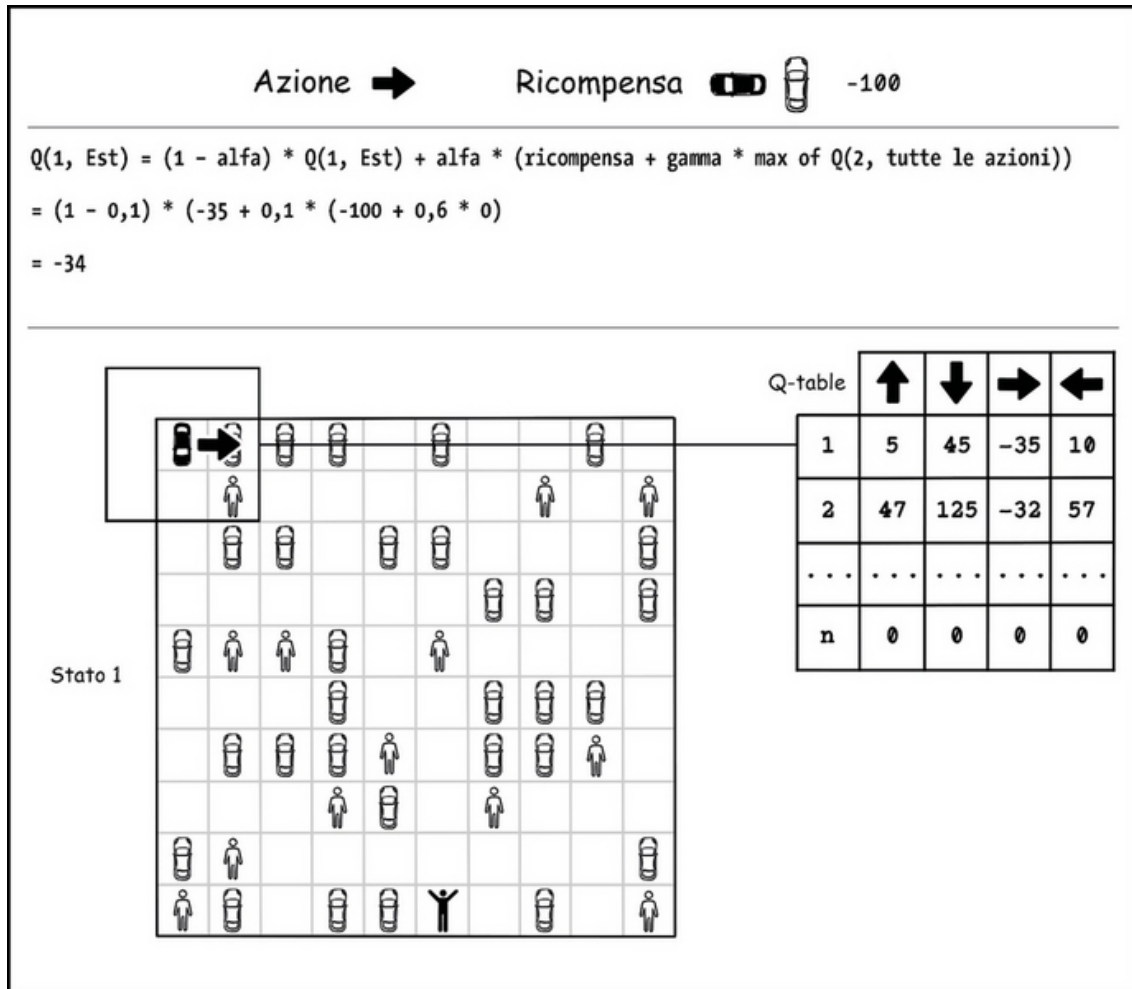 Azione Ricompensa -100
Q(1, Est) = (1 - alfa) * Q(1, Est) + alfa * (ricompensa + gamma * max of Q(2, tutte le azioni))
= (1 - 0,1) * (-35 + 0,1 * (-100 + 0,6 * 0)
= -34
Q-table
1 5 45 -35 10
2 47 125 -32 57
... ... ... ... ...
n 0 0 0 0
Stato 1